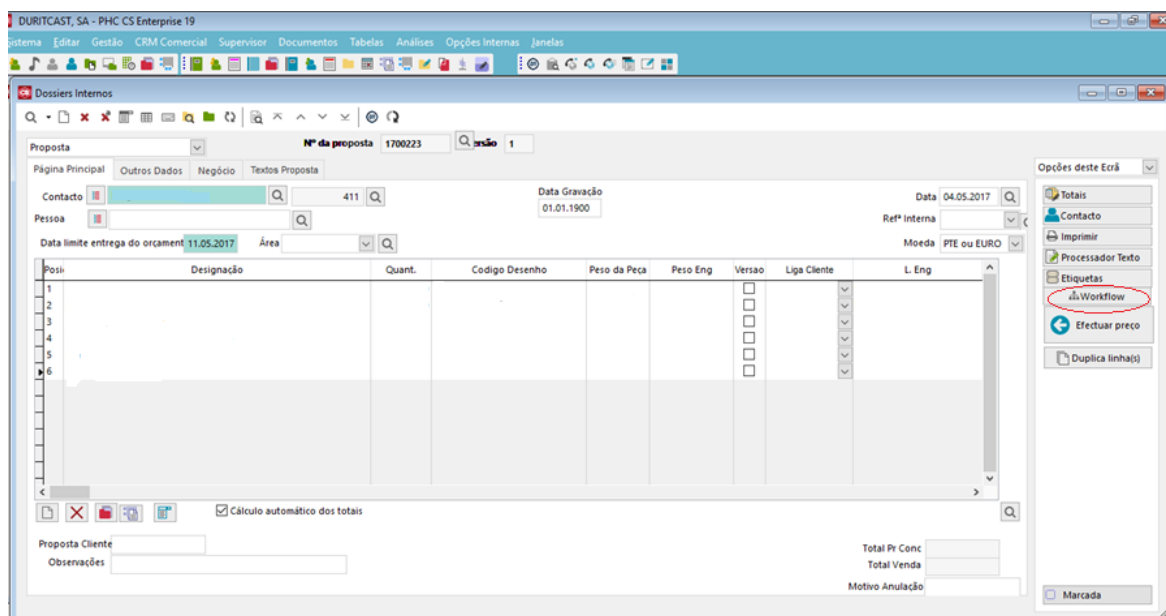 DURITCAST, SA - PHC CS Enterprise 19
Sistema Editar Gestão CRM Comercial Supervisor Documentos Tabelas Análises Opções Internas Janelas
Dossiers Internos
Proposta Nº da proposta 1700223 1
Página Principal Outros Dados Negócio Textos Proposta
Opções deste Ecrã
Contacto 411 Data Gravação Data 04.05.2017
01.01.1900
Pessoa Refª Interna
Data limite entrega do orçament 11.05.2017 Área Moeda PTE ou EURO
Totais
Contacto
Imprimir
Processador Texto
Etiquetas
Workflow
Efectuar preço
Duplica linha(s)
Posi Designação Quant. Codigo Desenho Peso da Peça Peso Eng Versao Liga Cliente L. Eng
1
2
3
4
5
6
Cálculo automático dos totais
Proposta Cliente
Observações
Total Pr Conc
Total Venda
Motivo Anulação
Marcada